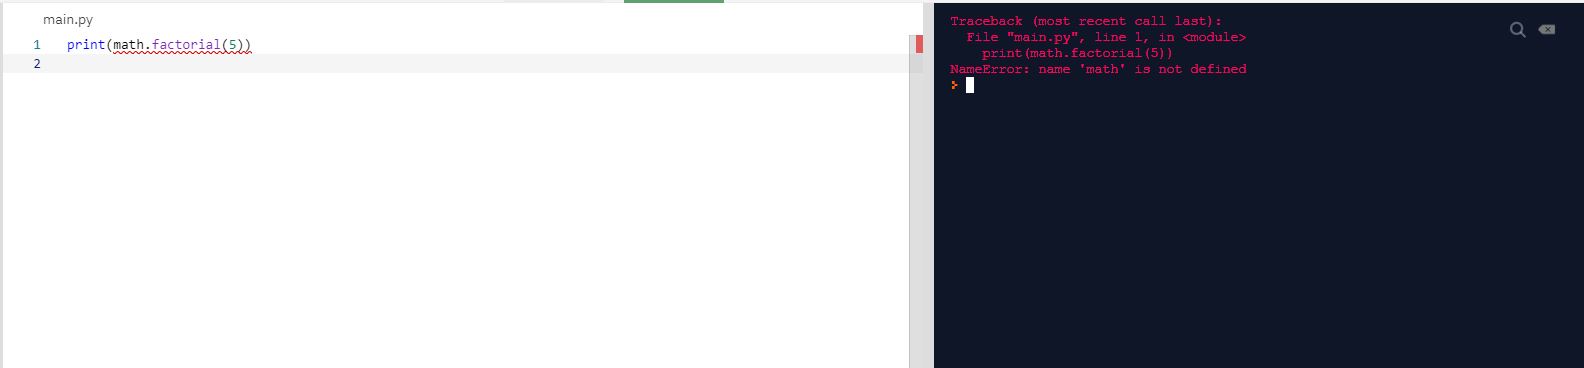 main.py
1 print(math.factorial(5))
2
Traceback (most recent call last):
File "main.py", line 1, in <module>
print(math.factorial(5))
NameError: name 'math' is not defined